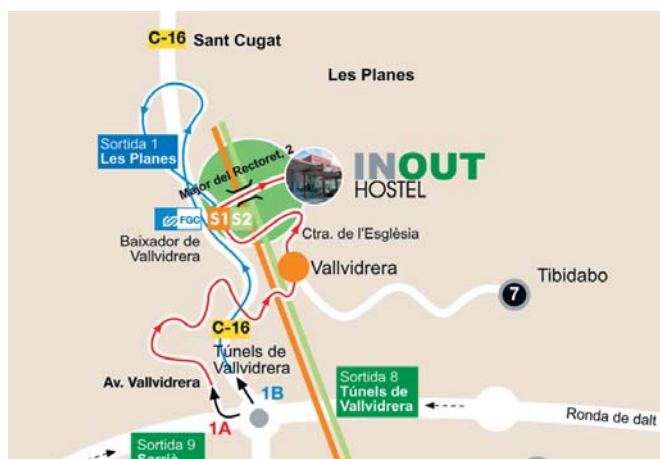 C-16 Sant Cugat
Les Planes
Sortida 1
Les Planes
Major del Rectoret, 2
INOUT
HOSTEL
FGC S1 S2
Baixador de
Vallvidrera
Ctra. de l'Esglèsia
Vallvidrera
Tibidabo
7
C-16
Túnels de
Vallvidrera
Av. Vallvidrera
1B
1A
Sortida 8
Túnels de
Vallvidrera
Ronda de dalt
Sortida 9
Sarrià